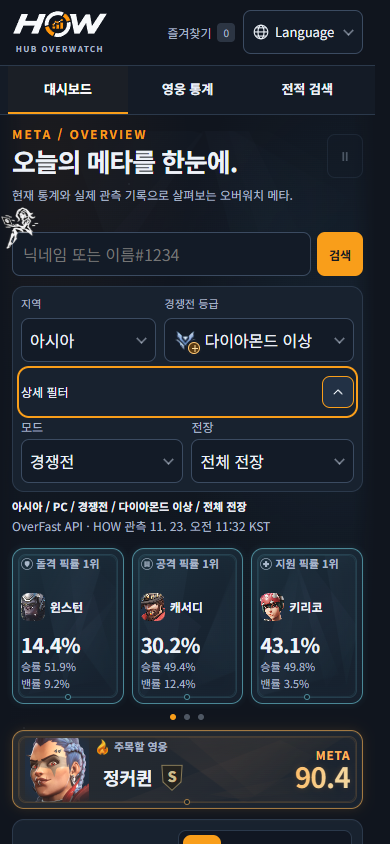 HOW
HUB OVERWATCH
즐겨찾기 0
Language
대시보드 영웅 통계 전적 검색
META / OVERVIEW
오늘의 메타를 한눈에.
현재 통계와 실제 관측 기록으로 살펴보는 오버워치 메타.
닉네임 또는 이름#1234 검색
지역 경쟁전 등급
아시아 다이아몬드 이상
상세 필터
모드 전장
경쟁전 전체 전장
아시아 / PC / 경쟁전 / 다이아몬드 이상 / 전체 전장
OverFast API · HOW 관측 11. 23. 오전 11:32 KST
돌격 픽률 1위 공격 픽률 1위 지원 픽률 1위
윈스턴 캐서디 키리코
14.4% 30.2% 43.1%
승률 51.9% 승률 49.4% 승률 49.8%
밴률 9.2% 밴률 12.4% 밴률 3.5%
주목할 영웅
META
정커퀸 S 90.4